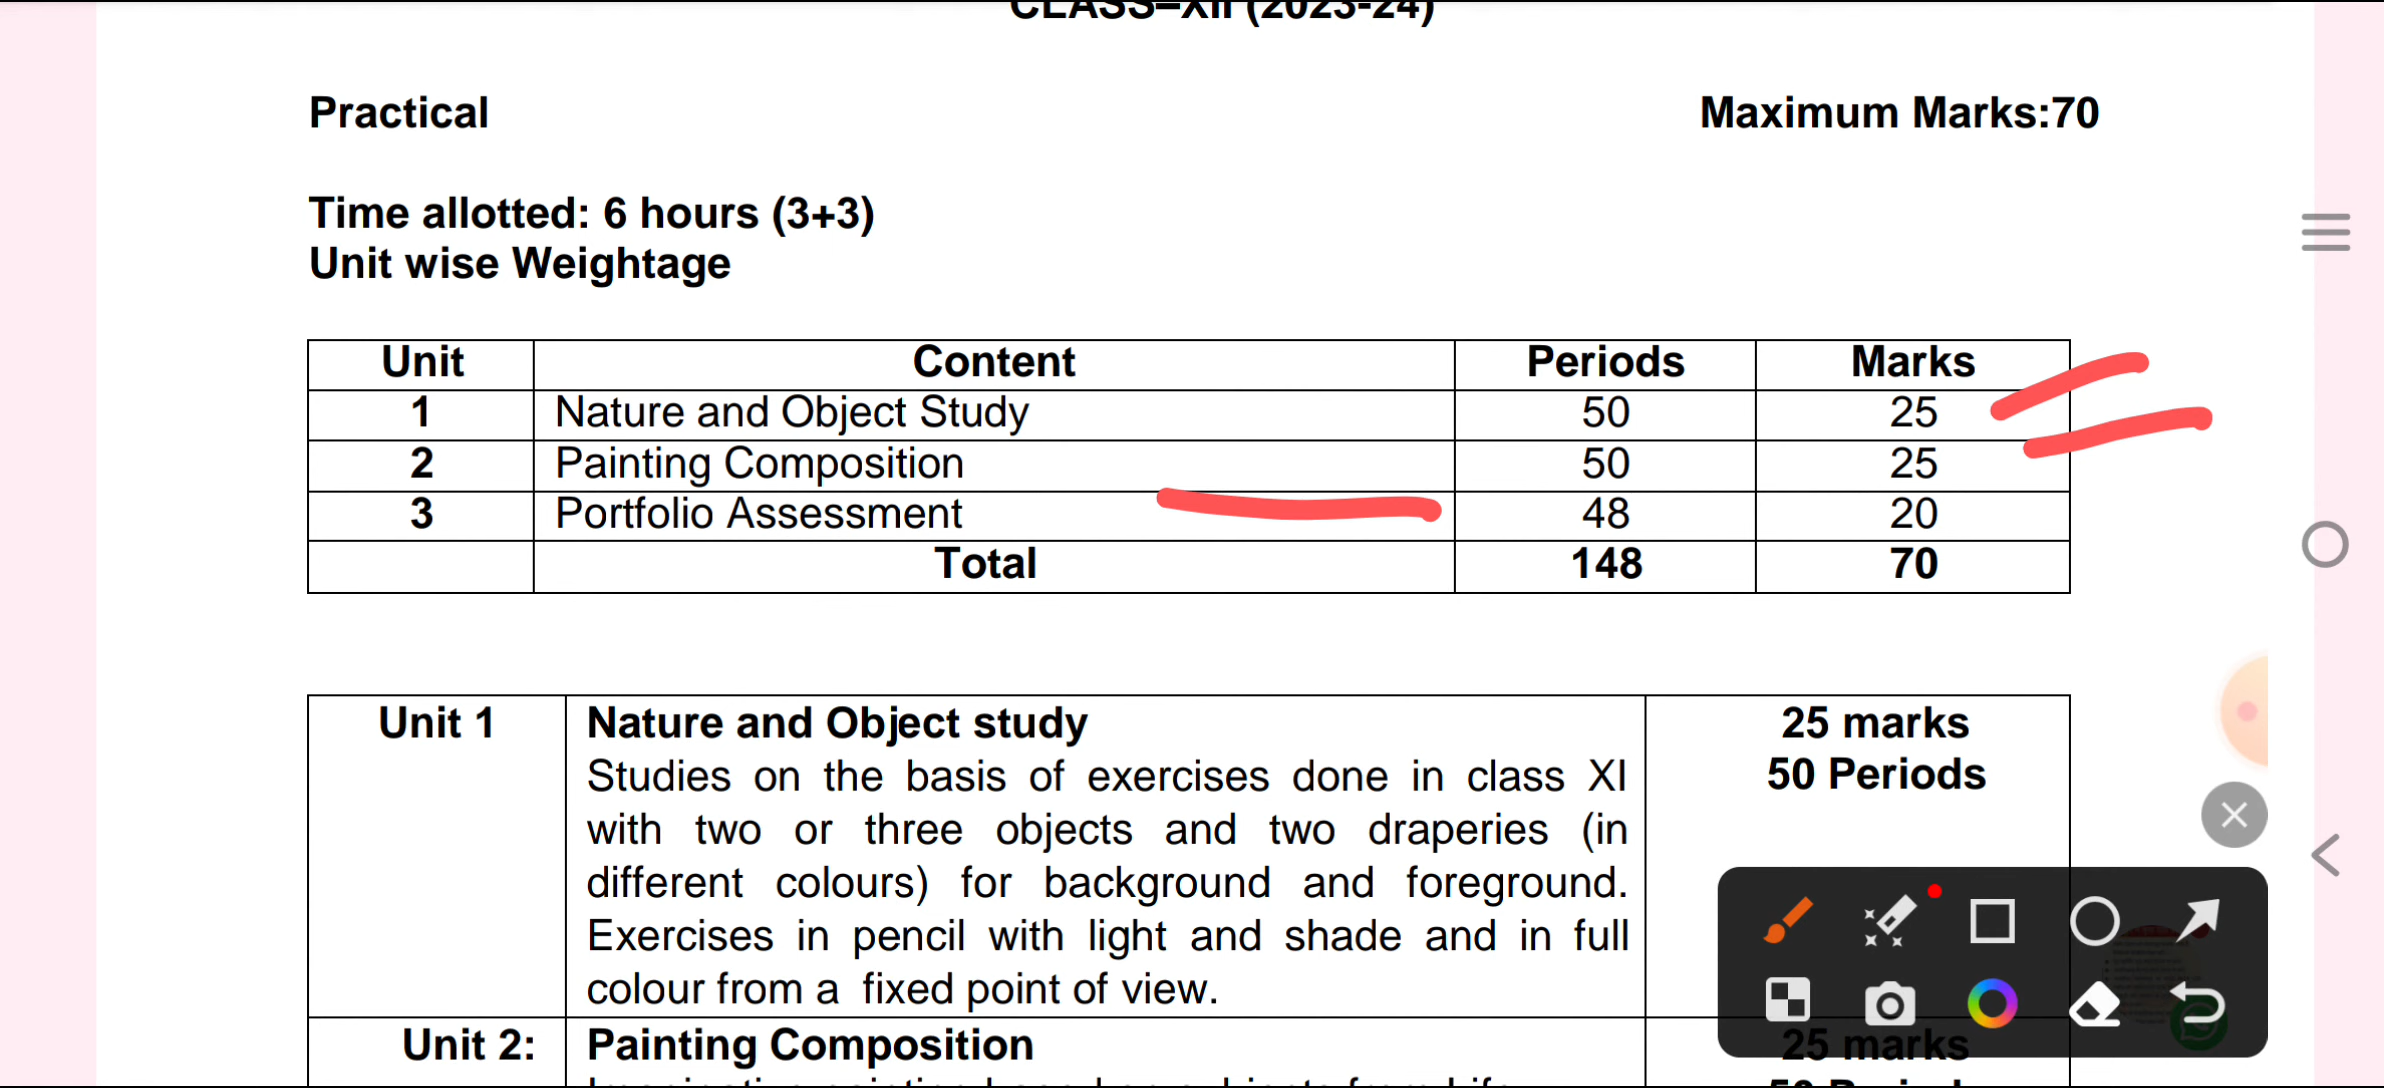 CLASS–XII (2023-24)
Practical Maximum Marks:70
Time allotted: 6 hours (3+3)
Unit wise Weightage
Unit Content Periods Marks
1 Nature and Object Study 50 25
2 Painting Composition 50 25
3 Portfolio Assessment 48 20
Total 148 70
Unit 1 Nature and Object study 25 marks
Studies on the basis of exercises done in class XI 50 Periods
with two or three objects and two draperies (in
different colours) for background and foreground.
Exercises in pencil with light and shade and in full
colour from a fixed point of view.
Unit 2: Painting Composition 25 marks